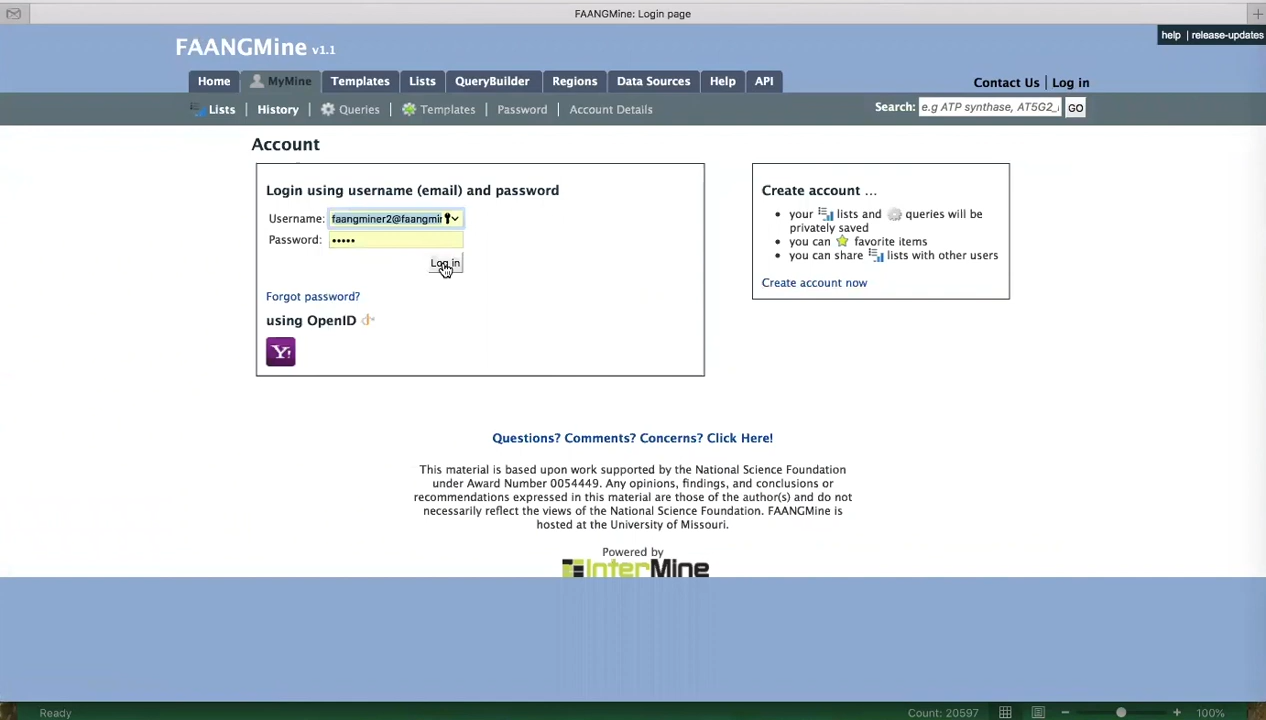 FAANGMine: Login page
help | release-updates
FAANGMine v1.1
Home MyMine Templates Lists QueryBuilder Regions Data Sources Help API
Contact Us | Log in
Lists | History | Queries | Templates | Password | Account Details
Search: e.g ATP synthase, AT5G2_ GO
Account
Login using username (email) and password
Username: faangminer2@faangmir
Password: •••••
Log in
Forgot password?
using OpenID
Y!
Create account ...
your lists and queries will be
privately saved
you can favorite items
you can share lists with other users
Create account now
Questions? Comments? Concerns? Click Here!
This material is based upon work supported by the National Science Foundation
under Award Number 0054449. Any opinions, findings, and conclusions or
recommendations expressed in this material are those of the author(s) and do not
necessarily reflect the views of the National Science Foundation. FAANGMine is
hosted at the University of Missouri.
Powered by
InterMine
Ready Count: 20597 100%